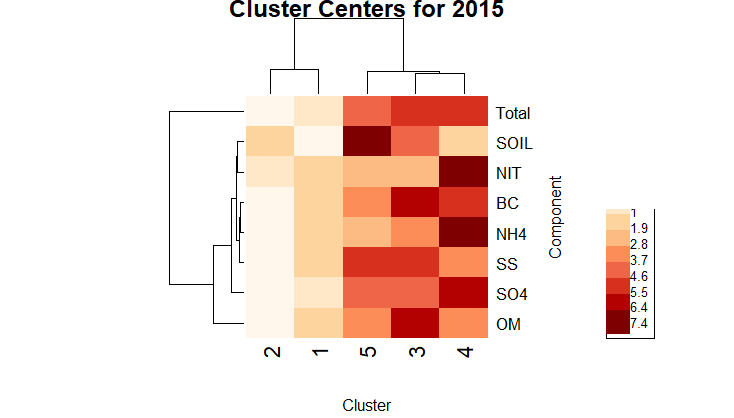 Cluster Centers for 2015
Total
SOIL
NIT
BC
NH4
SS
SO4
OM
Component
2 1 5 3 4
Cluster
1
1.9
2.8
3.7
4.6
5.5
6.4
7.4